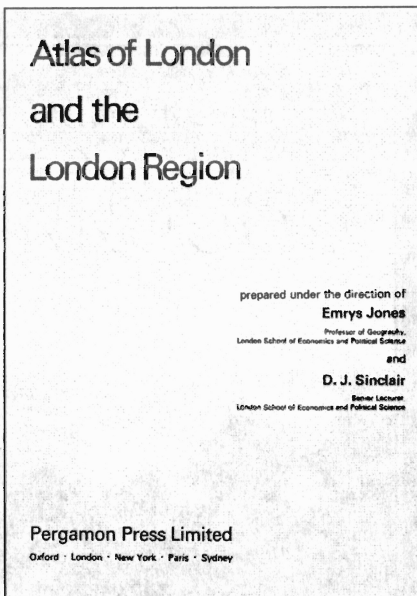 Atlas of London
and the
London Region
prepared under the direction of
Emrys Jones
Professor of Geography,
London School of Economics and Political Science
and
D. J. Sinclair
Senior Lecturer,
London School of Economics and Political Science
Pergamon Press Limited
Oxford · London · New York · Paris · Sydney